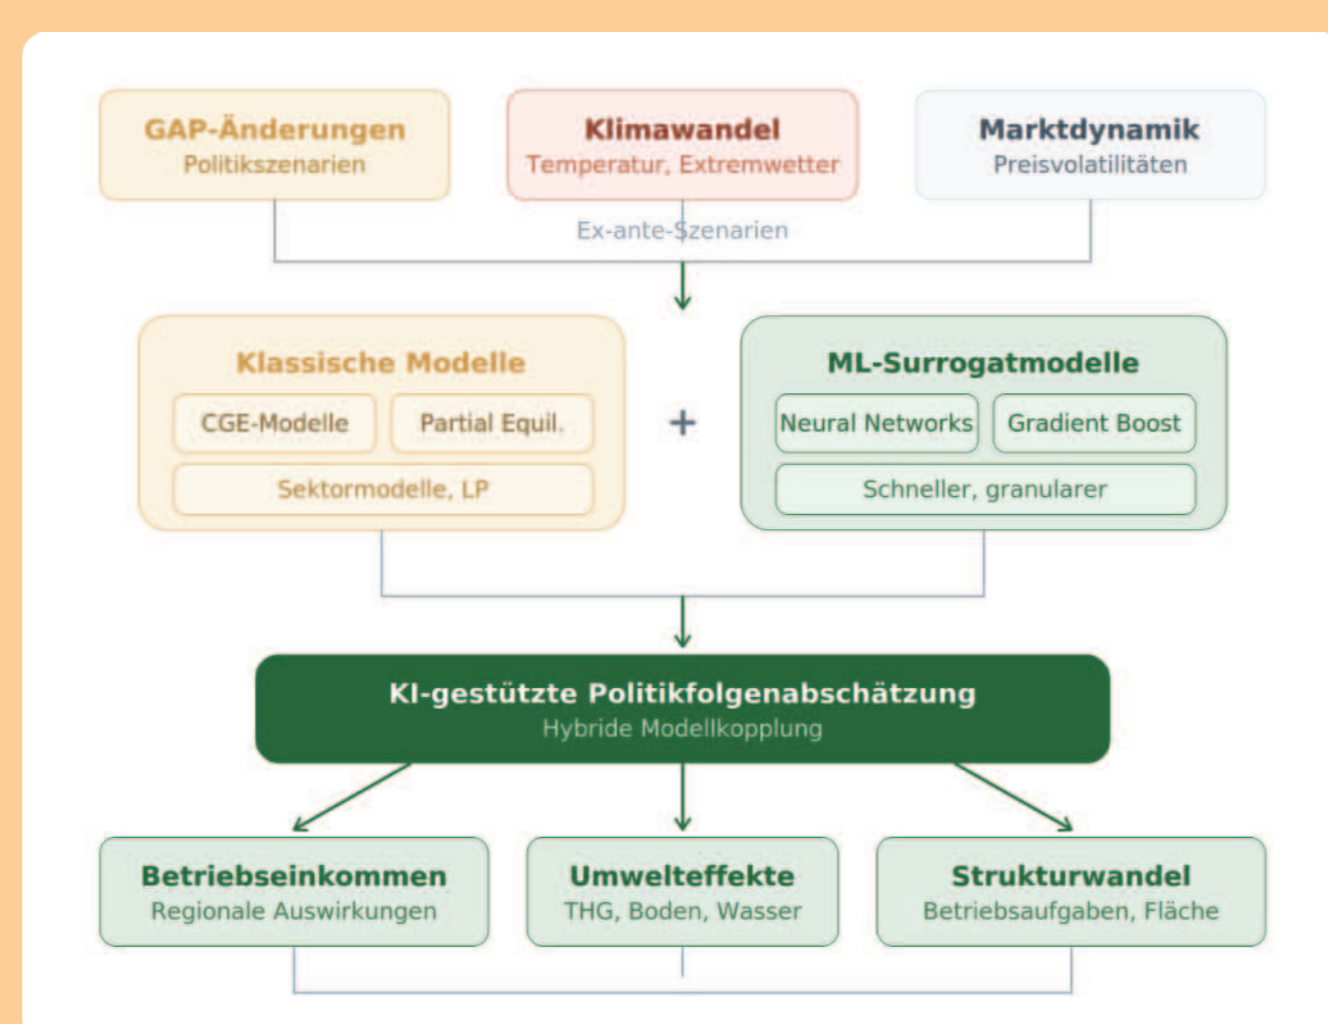 GAP-Änderungen
Politikszenarien
Klimawandel
Temperatur, Extremwetter
Marktdynamik
Preisvolatilitäten
Ex-ante-Szenarien
Klassische Modelle
CGE-Modelle
Partial Equil.
Sektormodelle, LP
+
ML-Surrogatmodelle
Neural Networks
Gradient Boost
Schneller, granularer
KI-gestützte Politikfolgenabschätzung
Hybride Modellkopplung
Betriebseinkommen
Regionale Auswirkungen
Umwelteffekte
THG, Boden, Wasser
Strukturwandel
Betriebsaufgaben, Fläche